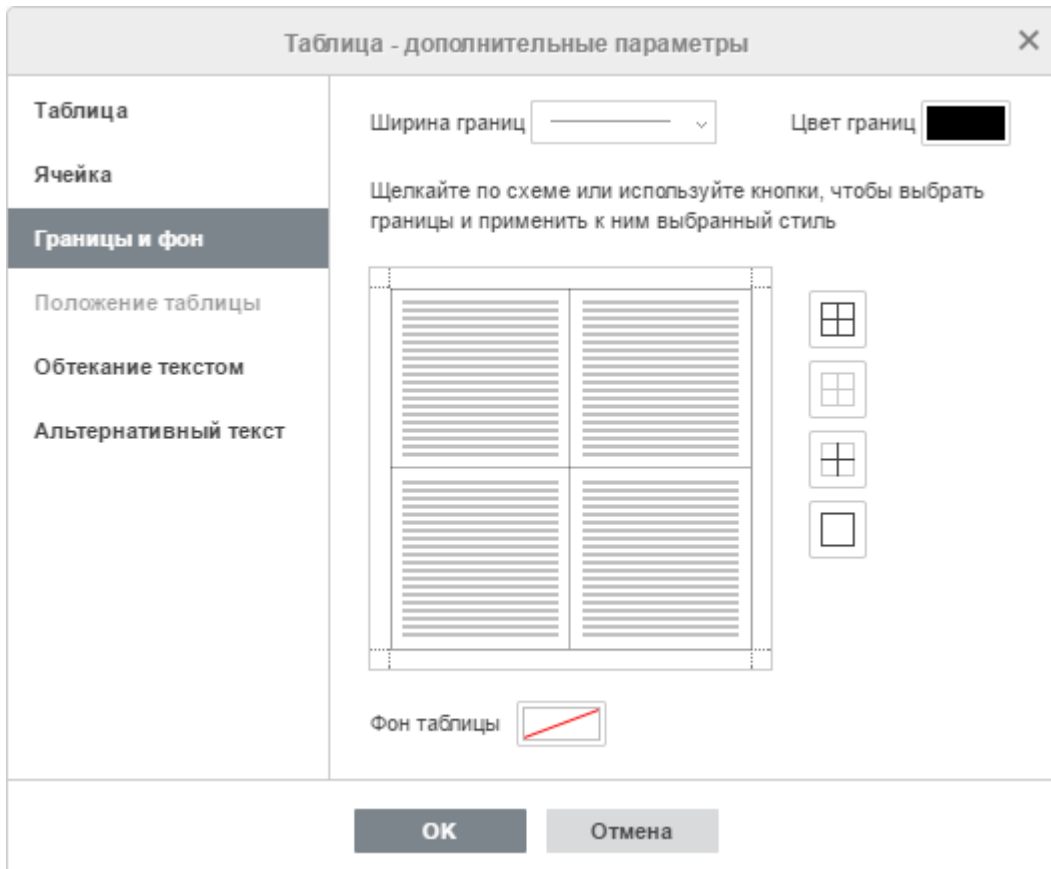 Таблица - дополнительные параметры
Таблица
Ячейка
Границы и фон
Положение таблицы
Обтекание текстом
Альтернативный текст
Ширина границ
Цвет границ
Щелкайте по схеме или используйте кнопки, чтобы выбрать
границы и применить к ним выбранный стиль
Фон таблицы
ОК
Отмена